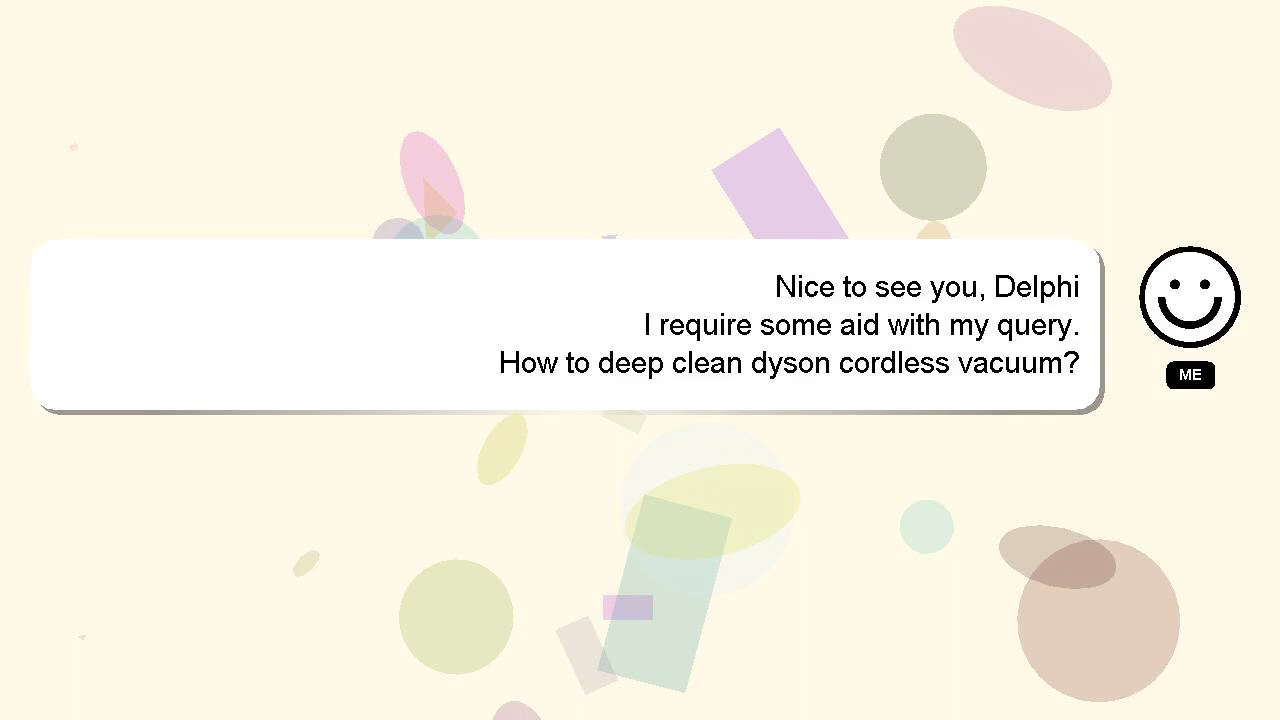 Nice to see you, Delphi
I require some aid with my query.
How to deep clean dyson cordless vacuum?
ME